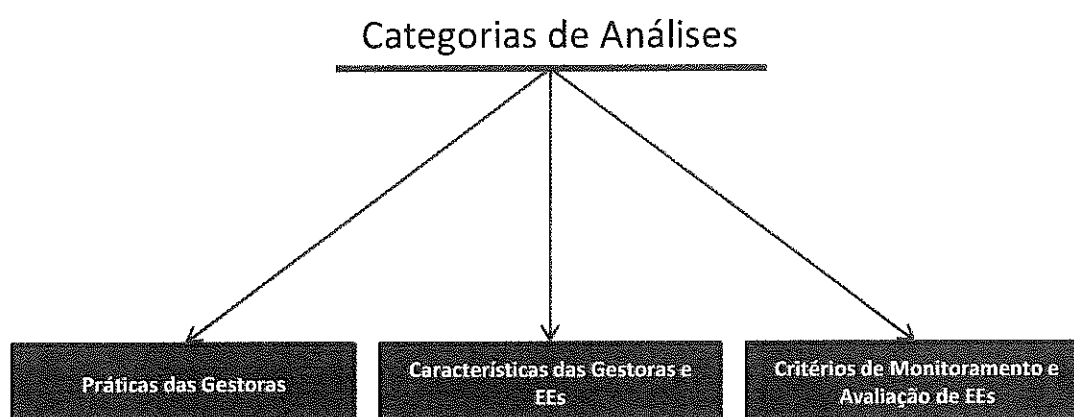 Categorias de Análises
Práticas das Gestoras
Características das Gestoras e
EEs
Critérios de Monitoramento e
Avaliação de EEs